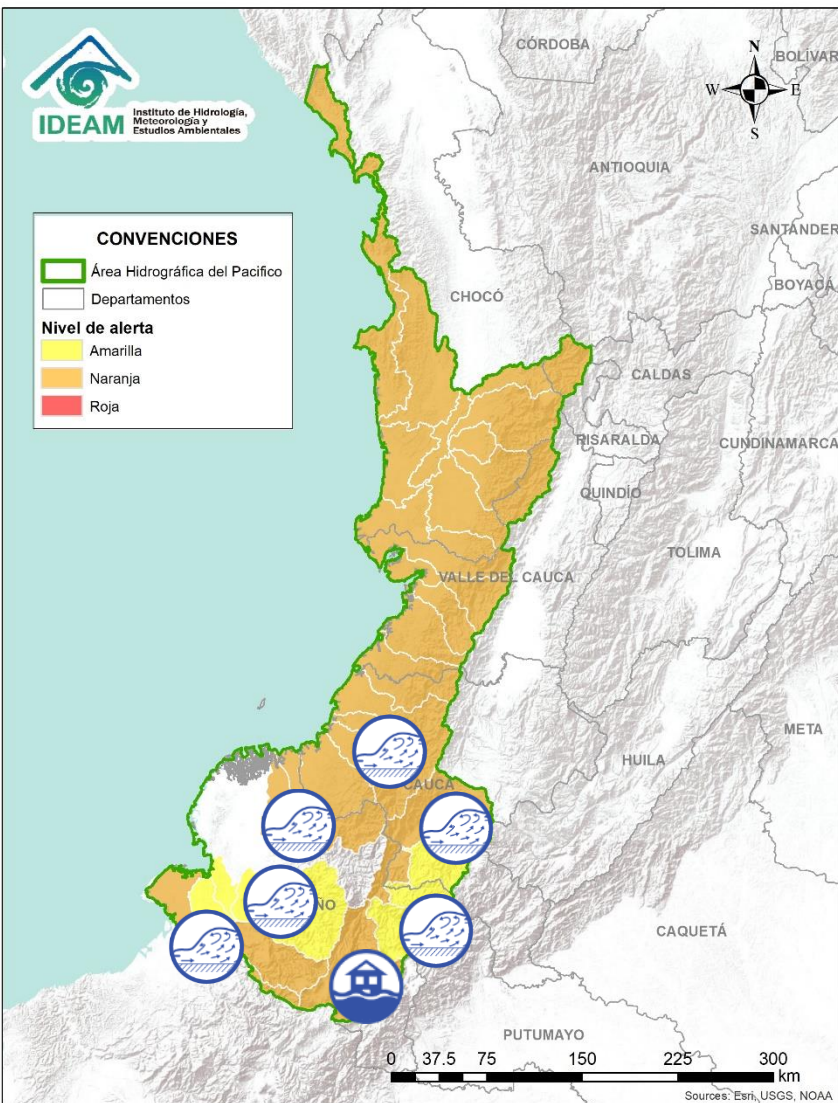 IDEAM
Instituto de Hidrología,
Meteorología y
Estudios Ambientales
N
W
E
S
CÓRDOBA
BOLÍVAR
ANTIOQUIA
SANTANDER
BOYACÁ
CHOCÓ
CALDAS
RISARALDA
CUNDINAMARCA
QUINDÍO
TOLIMA
VALLE DEL CAUCA
META
HUILA
CAUCA
ÑO
CAQUETÁ
PUTUMAYO
CONVENCIONES
Área Hidrográfica del Pacifico
Departamentos
Nivel de alerta
Amarilla
Naranja
Roja
0 37.5 75 150 225 300
km
Sources: Esri, USGS, NOAA